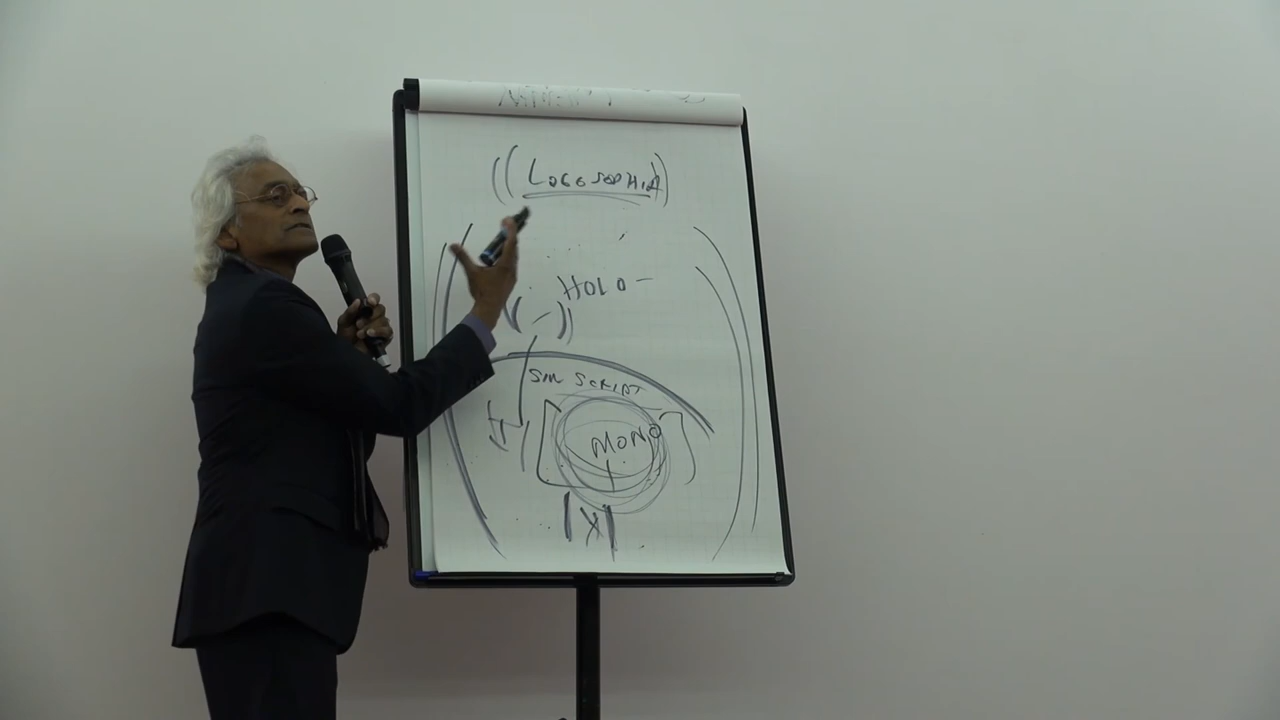 ((LOGOSOPHIA))
HOLO-
(-))
SM SCRIPT
[MONO]
|X|